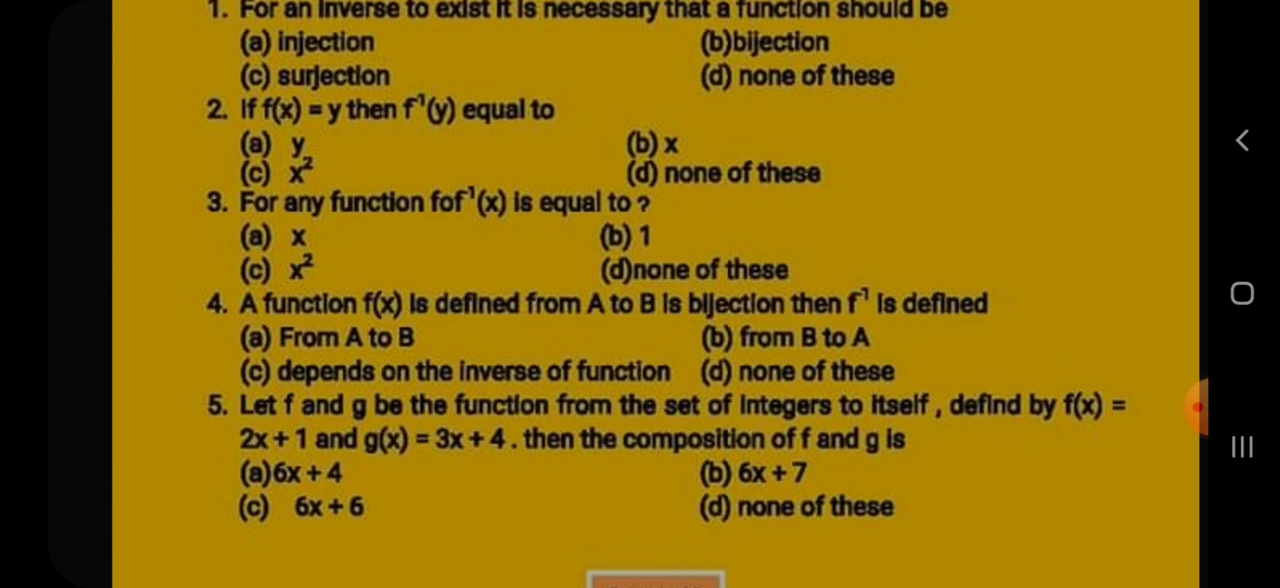 1. For an inverse to exist it is necessary that a function should be
(a) injection (b)bijection
(c) surjection (d) none of these
2. If f(x) = y then f⁻¹(y) equal to
(a) y (b) x
(c) x² (d) none of these
3. For any function fof⁻¹(x) is equal to ?
(a) x (b) 1
(c) x² (d)none of these
4. A function f(x) is defined from A to B is bijection then f⁻¹ is defined
(a) From A to B (b) from B to A
(c) depends on the inverse of function (d) none of these
5. Let f and g be the function from the set of integers to itself , defind by f(x) =
2x + 1 and g(x) = 3x + 4 . then the composition of f and g is
(a)6x + 4 (b) 6x + 7
(c) 6x + 6 (d) none of these